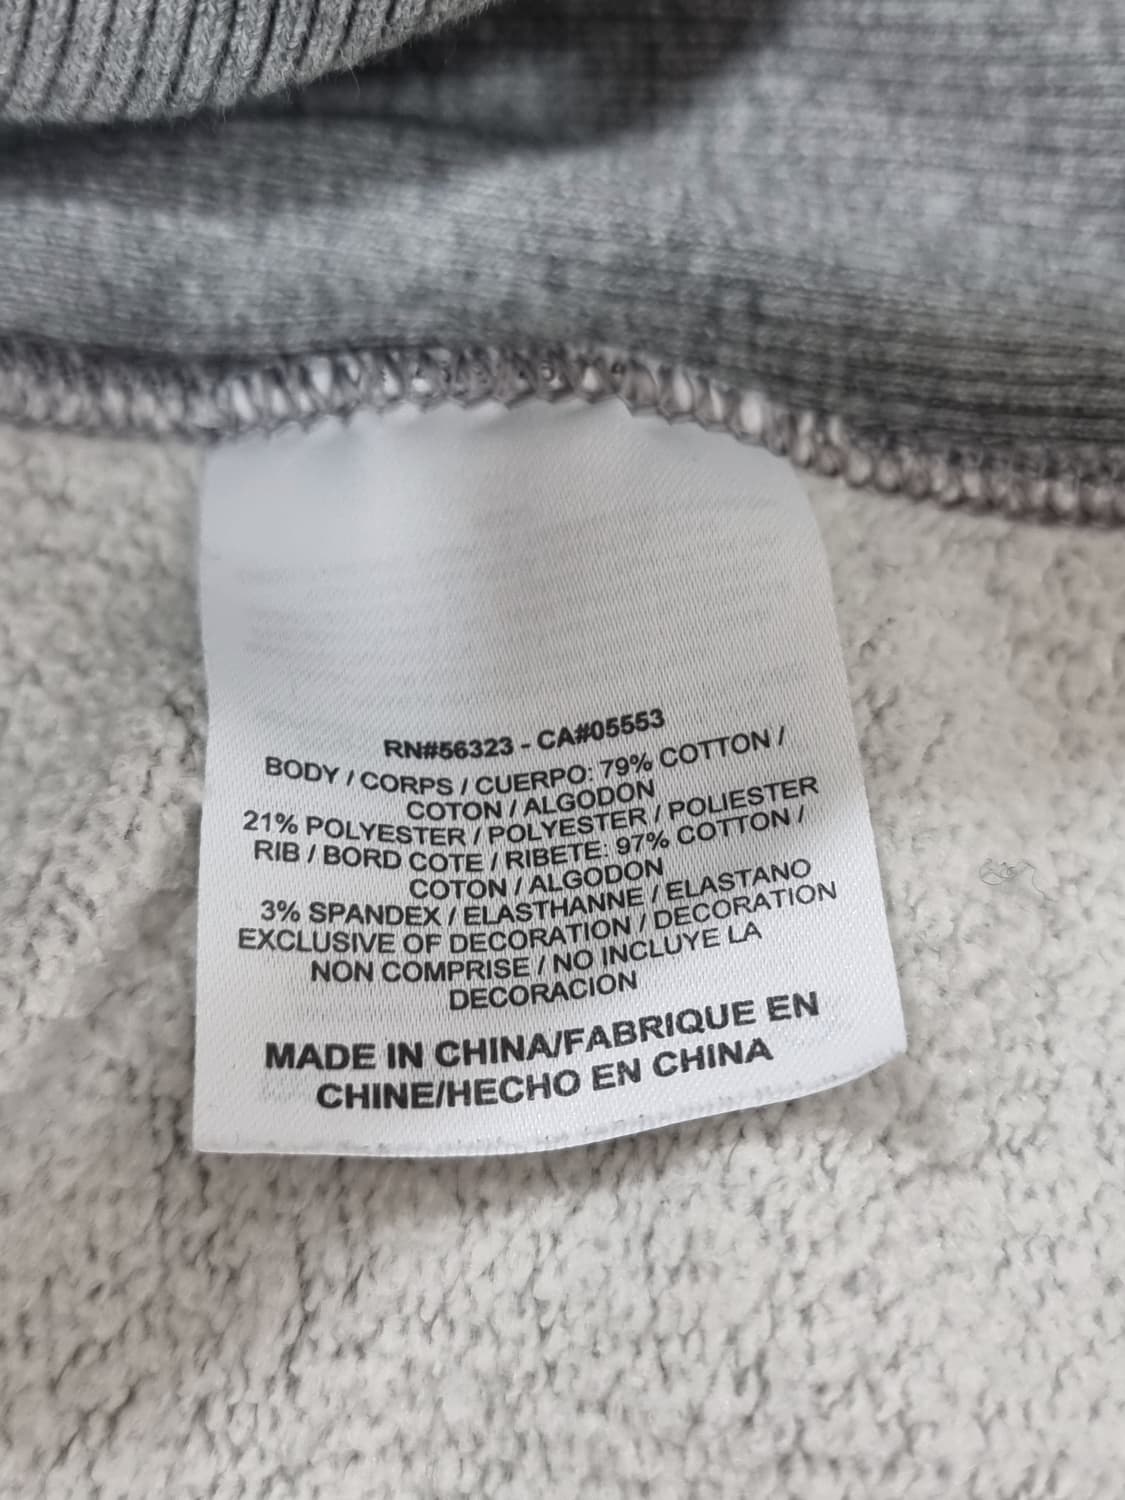 RN#56323 - CA#05553
BODY / CORPS / CUERPO: 79% COTTON /
COTON / ALGODON
21% POLYESTER / POLYESTER / POLIESTER
RIB / BORD COTE / RIBETE: 97% COTTON /
COTON / ALGODON
3% SPANDEX / ELASTHANNE / ELASTANO
EXCLUSIVE OF DECORATION / DECORATION
NON COMPRISE / NO INCLUYE LA
DECORACION
MADE IN CHINA/FABRIQUE EN
CHINE/HECHO EN CHINA